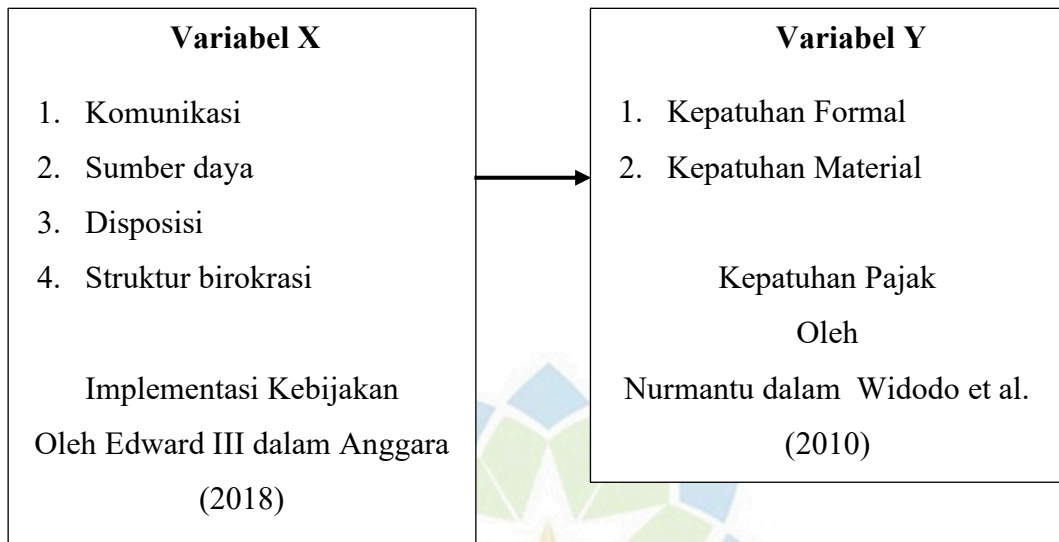 Variabel X
1. Komunikasi
2. Sumber daya
3. Disposisi
4. Struktur birokrasi
Implementasi Kebijakan
Oleh Edward III dalam Anggara
(2018)
Variabel Y
1. Kepatuhan Formal
2. Kepatuhan Material
Kepatuhan Pajak
Oleh
Nurmantu dalam Widodo et al.
(2010)